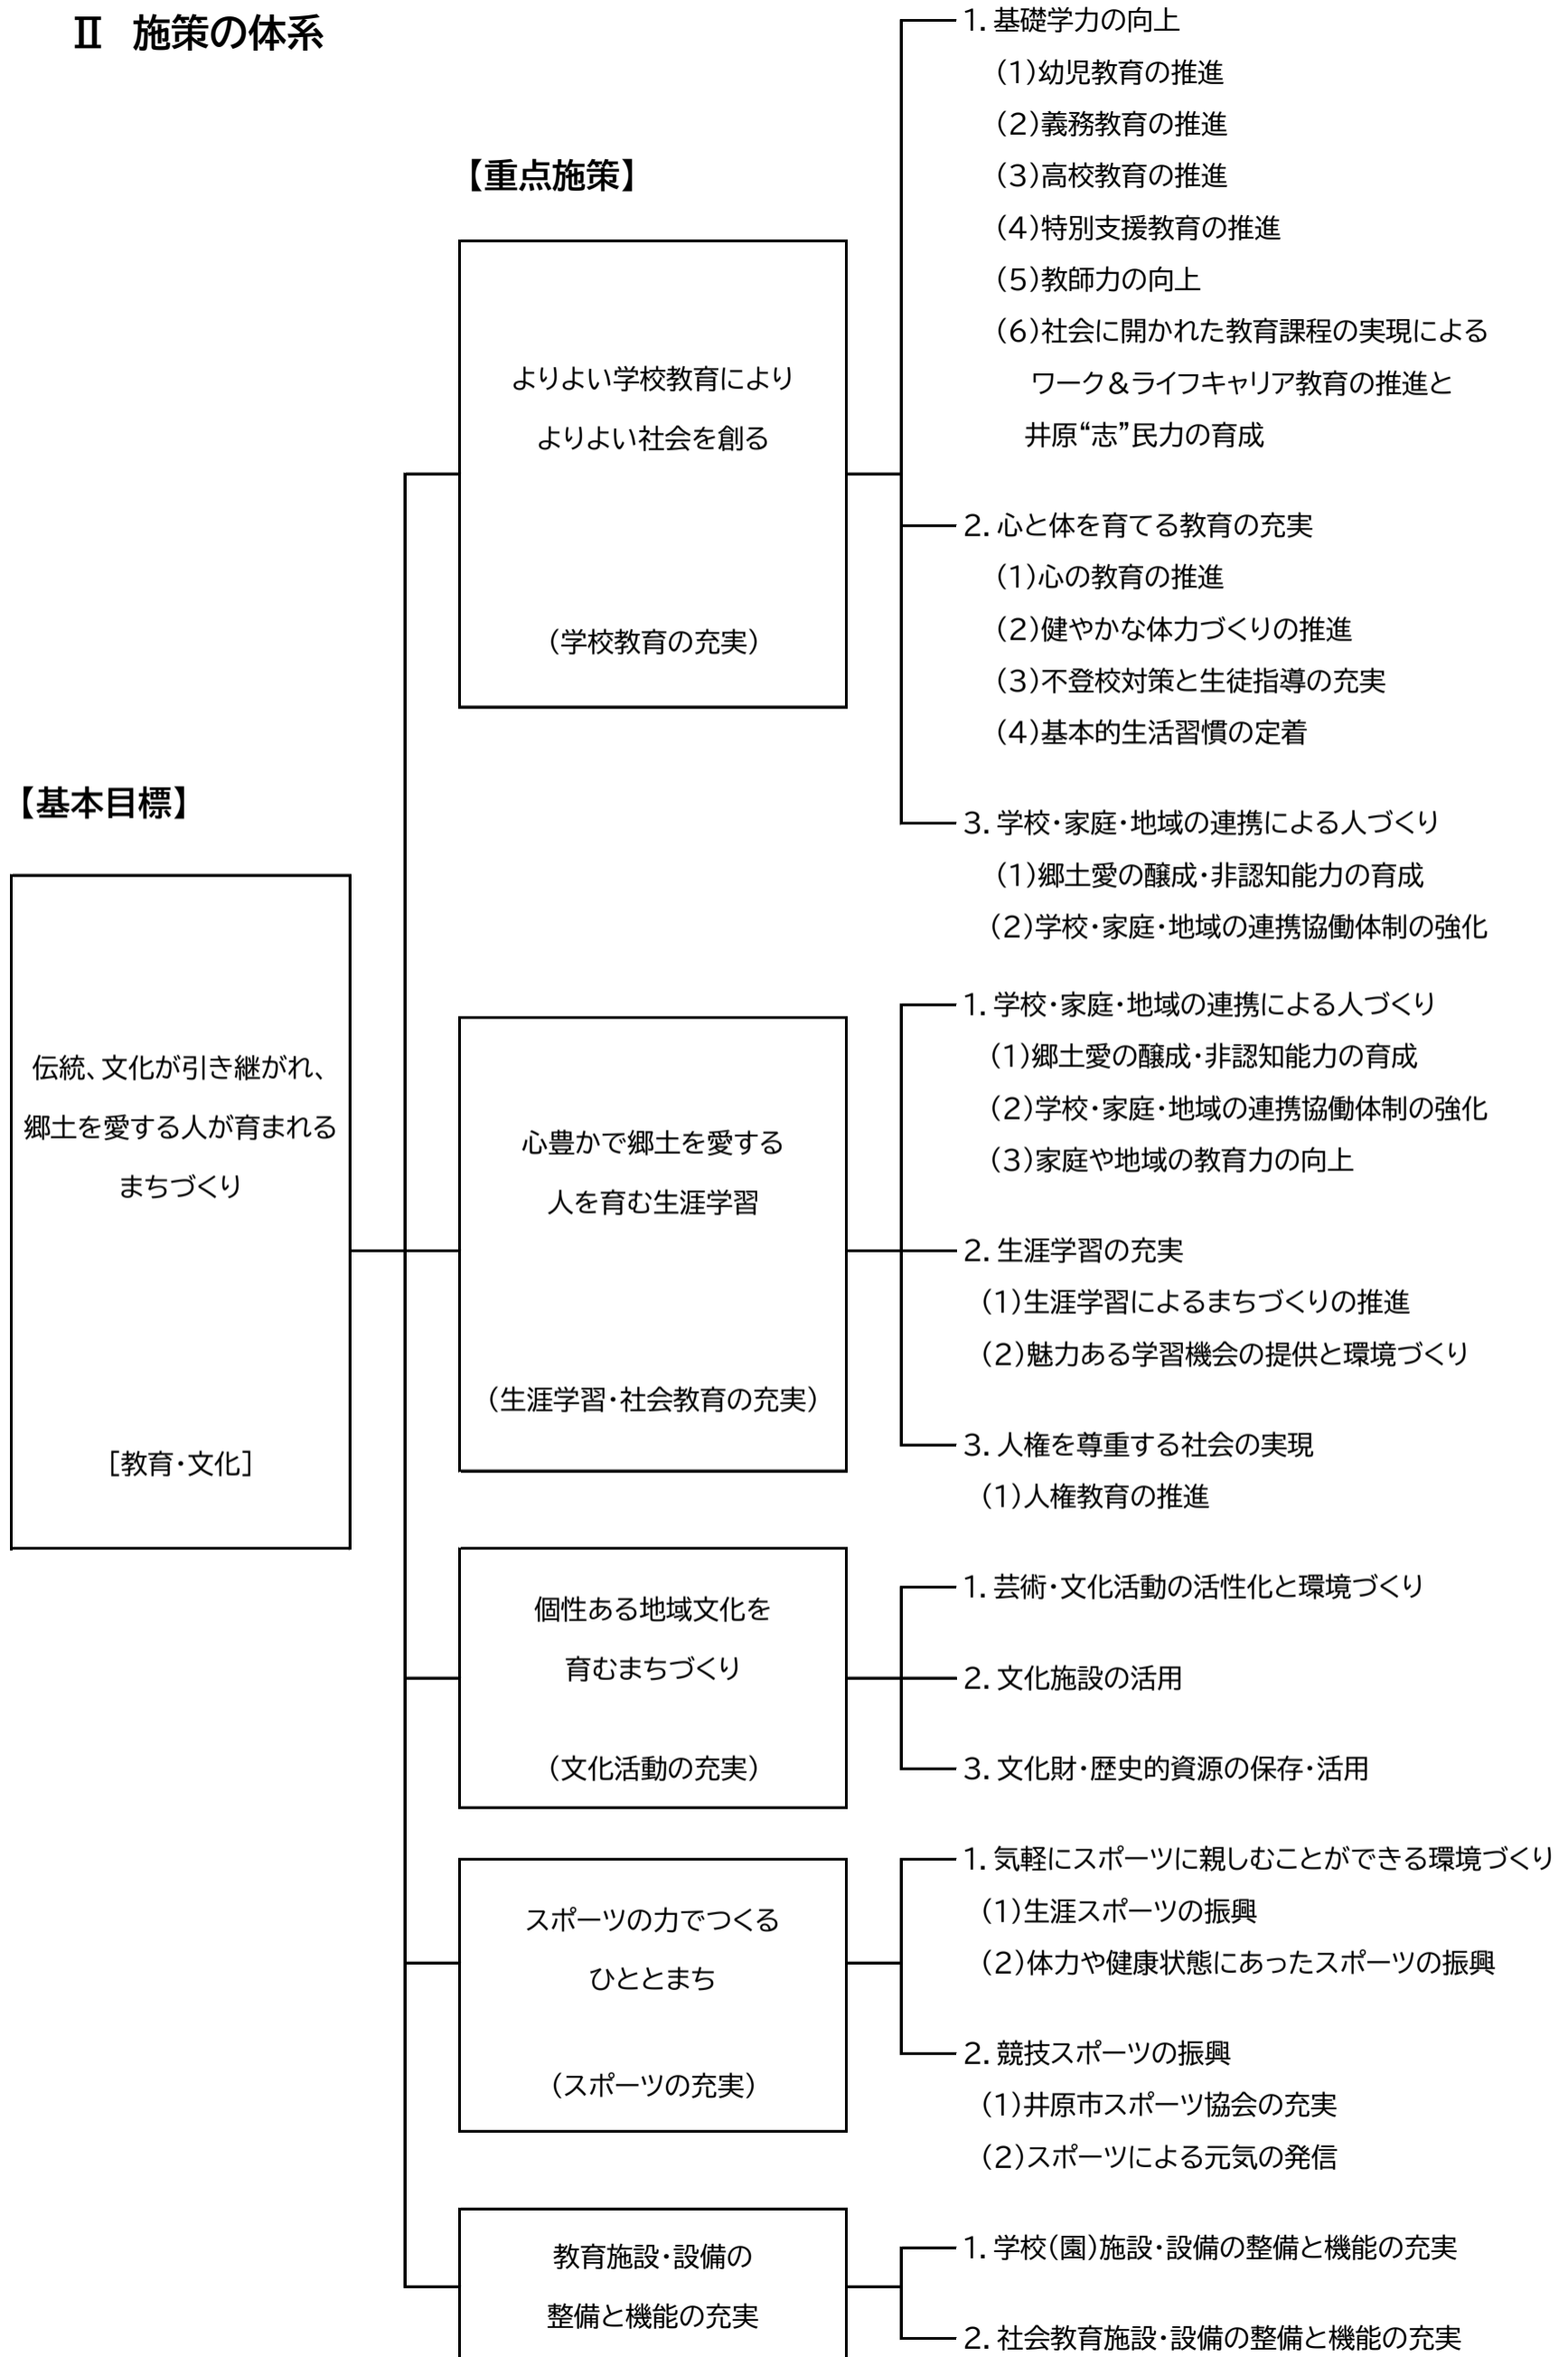 Ⅱ 施策の体系
【基本目標】
伝統、文化が引き継がれ、
郷土を愛する人が育まれる
まちづくり
［教育・文化］
【重点施策】
よりよい学校教育により
よりよい社会を創る
（学校教育の充実）
1. 基礎学力の向上
（1）幼児教育の推進
（2）義務教育の推進
（3）高校教育の推進
（4）特別支援教育の推進
（5）教師力の向上
（6）社会に開かれた教育課程の実現による
ワーク＆ライフキャリア教育の推進と
井原“志”民力の育成
2. 心と体を育てる教育の充実
（1）心の教育の推進
（2）健やかな体力づくりの推進
（3）不登校対策と生徒指導の充実
（4）基本的生活習慣の定着
3. 学校・家庭・地域の連携による人づくり
（1）郷土愛の醸成・非認知能力の育成
（2）学校・家庭・地域の連携協働体制の強化
心豊かで郷土を愛する
人を育む生涯学習
（生涯学習・社会教育の充実）
1. 学校・家庭・地域の連携による人づくり
（1）郷土愛の醸成・非認知能力の育成
（2）学校・家庭・地域の連携協働体制の強化
（3）家庭や地域の教育力の向上
2. 生涯学習の充実
（1）生涯学習によるまちづくりの推進
（2）魅力ある学習機会の提供と環境づくり
3. 人権を尊重する社会の実現
（1）人権教育の推進
個性ある地域文化を
育むまちづくり
（文化活動の充実）
1. 芸術・文化活動の活性化と環境づくり
2. 文化施設の活用
3. 文化財・歴史的資源の保存・活用
スポーツの力でつくる
ひととまち
（スポーツの充実）
1. 気軽にスポーツに親しむことができる環境づくり
（1）生涯スポーツの振興
（2）体力や健康状態にあったスポーツの振興
2. 競技スポーツの振興
（1）井原市スポーツ協会の充実
（2）スポーツによる元気の発信
教育施設・設備の
整備と機能の充実
1. 学校（園）施設・設備の整備と機能の充実
2. 社会教育施設・設備の整備と機能の充実